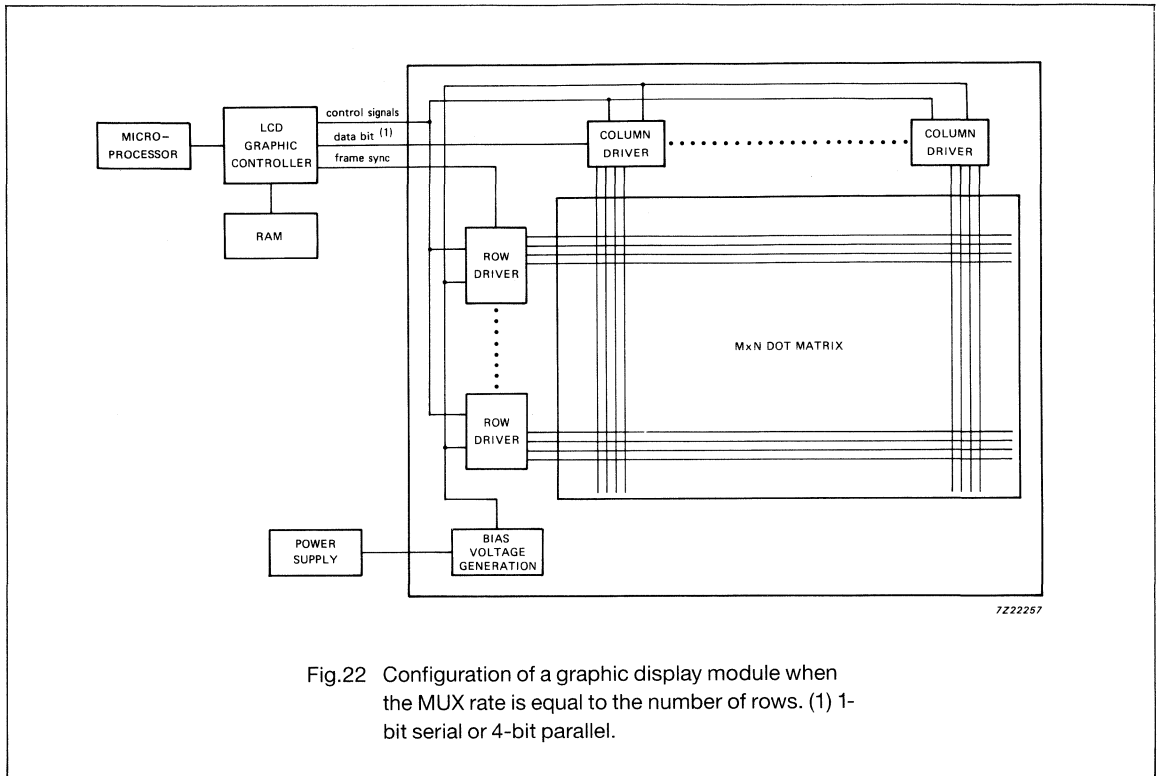 control signals
data bit (1)
frame sync
MICRO-
PROCESSOR
LCD
GRAPHIC
CONTROLLER
RAM
COLUMN
DRIVER
COLUMN
DRIVER
ROW
DRIVER
MxN DOT MATRIX
ROW
DRIVER
POWER
SUPPLY
BIAS
VOLTAGE
GENERATION
7Z22257
Fig.22 Configuration of a graphic display module when
the MUX rate is equal to the number of rows. (1) 1-
bit serial or 4-bit parallel.